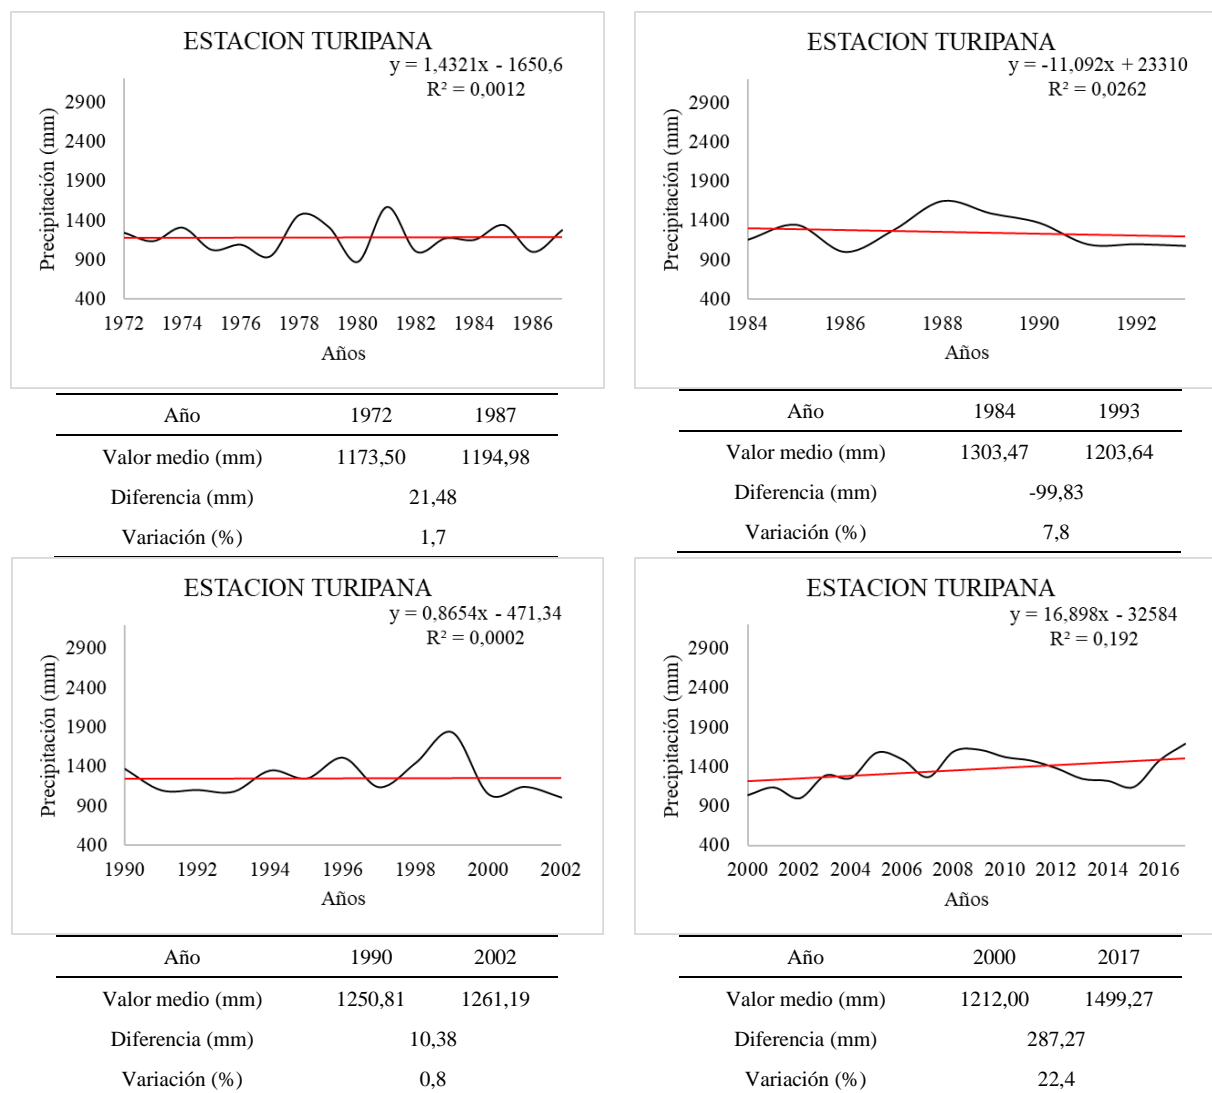 ESTACION TURIPANA
y = 1,4321x - 1650,6
R² = 0,0012
Precipitación (mm)
2900
2400
1900
1400
900
400
1972 1974 1976 1978 1980 1982 1984 1986
Años
Año 1972 1987
Valor medio (mm) 1173,50 1194,98
Diferencia (mm) 21,48
Variación (%) 1,7
ESTACION TURIPANA
y = -11,092x + 23310
R² = 0,0262
Precipitación (mm)
2900
2400
1900
1400
900
400
1984 1986 1988 1990 1992
Años
Año 1984 1993
Valor medio (mm) 1303,47 1203,64
Diferencia (mm) -99,83
Variación (%) 7,8
ESTACION TURIPANA
y = 0,8654x - 471,34
R² = 0,0002
Precipitación (mm)
2900
2400
1900
1400
900
400
1990 1992 1994 1996 1998 2000 2002
Años
Año 1990 2002
Valor medio (mm) 1250,81 1261,19
Diferencia (mm) 10,38
Variación (%) 0,8
ESTACION TURIPANA
y = 16,898x - 32584
R² = 0,192
Precipitación (mm)
2900
2400
1900
1400
900
400
2000 2002 2004 2006 2008 2010 2012 2014 2016
Años
Año 2000 2017
Valor medio (mm) 1212,00 1499,27
Diferencia (mm) 287,27
Variación (%) 22,4